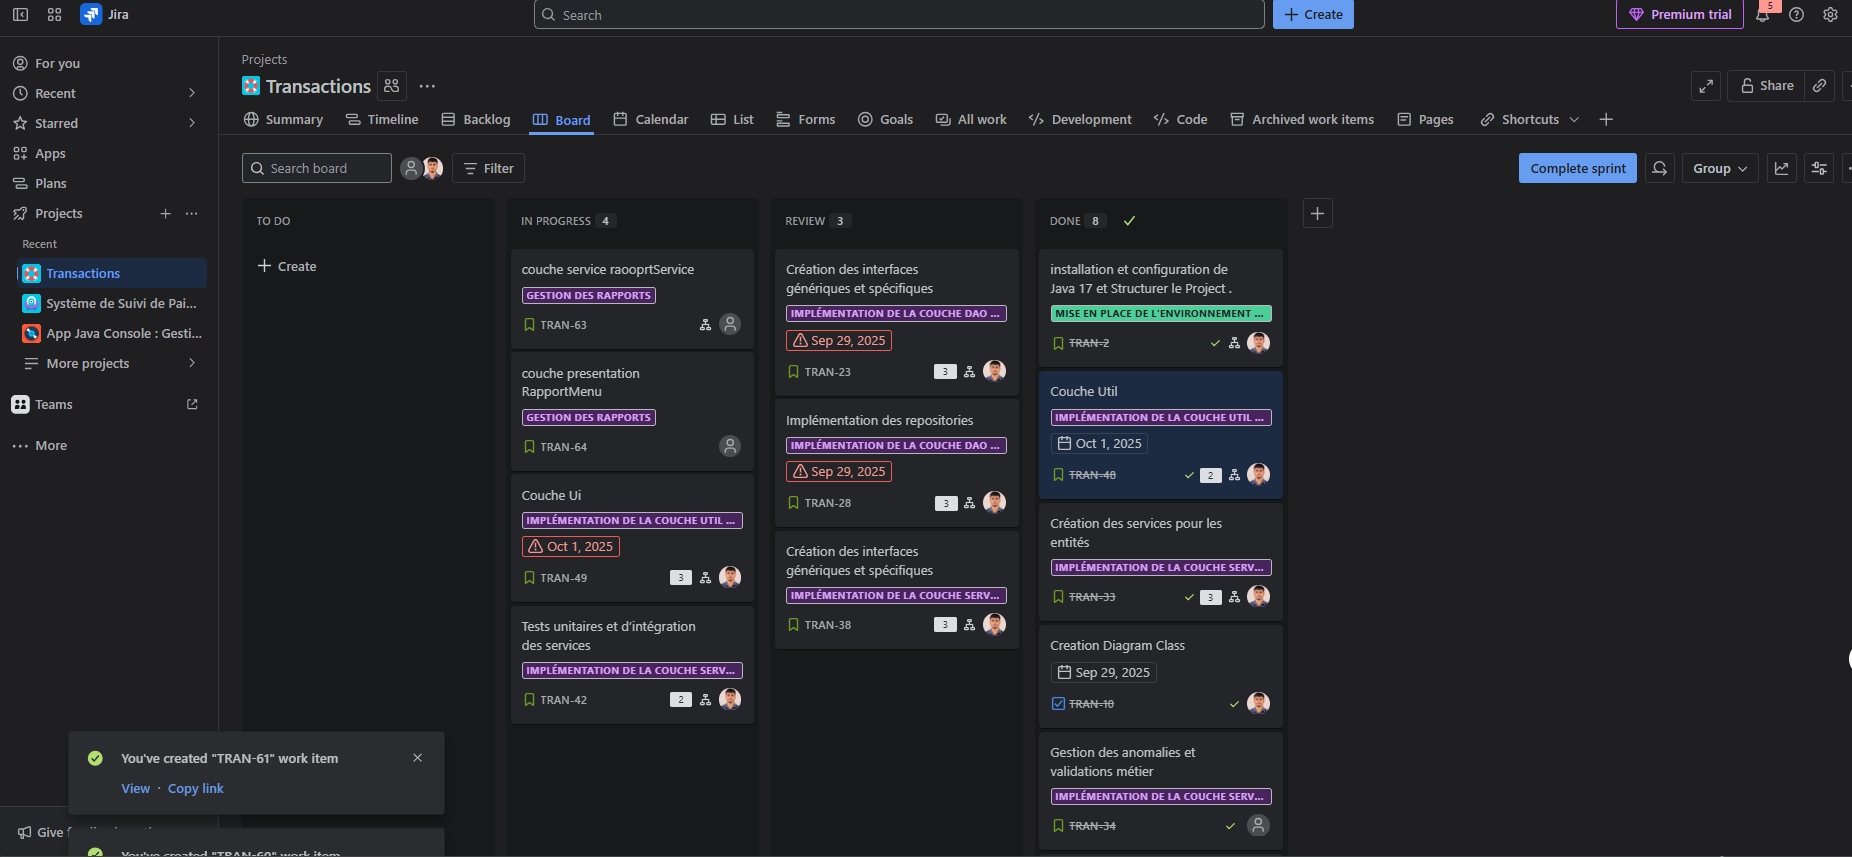 Jira
Search
Create
Premium trial
5
For you
Recent
Starred
Apps
Plans
Projects
Recent
Transactions
Système de Suivi de Pai...
App Java Console : Gesti...
More projects
Teams
More
Projects
Transactions
Share
Summary
Timeline
Backlog
Board
Calendar
List
Forms
Goals
All work
Development
Code
Archived work items
Pages
Shortcuts
Search board
Filter
Complete sprint
Group
TO DO
Create
IN PROGRESS 4
couche service raooprtService
GESTION DES RAPPORTS
TRAN-63
couche presentation
RapportMenu
GESTION DES RAPPORTS
TRAN-64
Couche Ui
IMPLÉMENTATION DE LA COUCHE UTIL ...
Oct 1, 2025
TRAN-49
3
Tests unitaires et d'intégration
des services
IMPLÉMENTATION DE LA COUCHE SERV...
TRAN-42
2
REVIEW 3
Création des interfaces
génériques et spécifiques
IMPLÉMENTATION DE LA COUCHE DAO ...
Sep 29, 2025
TRAN-23
3
Implémentation des repositories
IMPLÉMENTATION DE LA COUCHE DAO ...
Sep 29, 2025
TRAN-28
3
Création des interfaces
génériques et spécifiques
IMPLÉMENTATION DE LA COUCHE SERV...
TRAN-38
3
DONE 8
installation et configuration de
Java 17 et Structurer le Project .
MISE EN PLACE DE L'ENVIRONNEMENT ...
TRAN-2
Couche Util
IMPLÉMENTATION DE LA COUCHE UTIL ...
Oct 1, 2025
TRAN-48
2
Création des services pour les
entités
IMPLÉMENTATION DE LA COUCHE SERV...
TRAN-33
3
Creation Diagram Class
Sep 29, 2025
TRAN-10
Gestion des anomalies et
validations métier
IMPLÉMENTATION DE LA COUCHE SERV...
TRAN-34
You've created "TRAN-61" work item
View · Copy link
Give
You've created "TRAN-60" work item